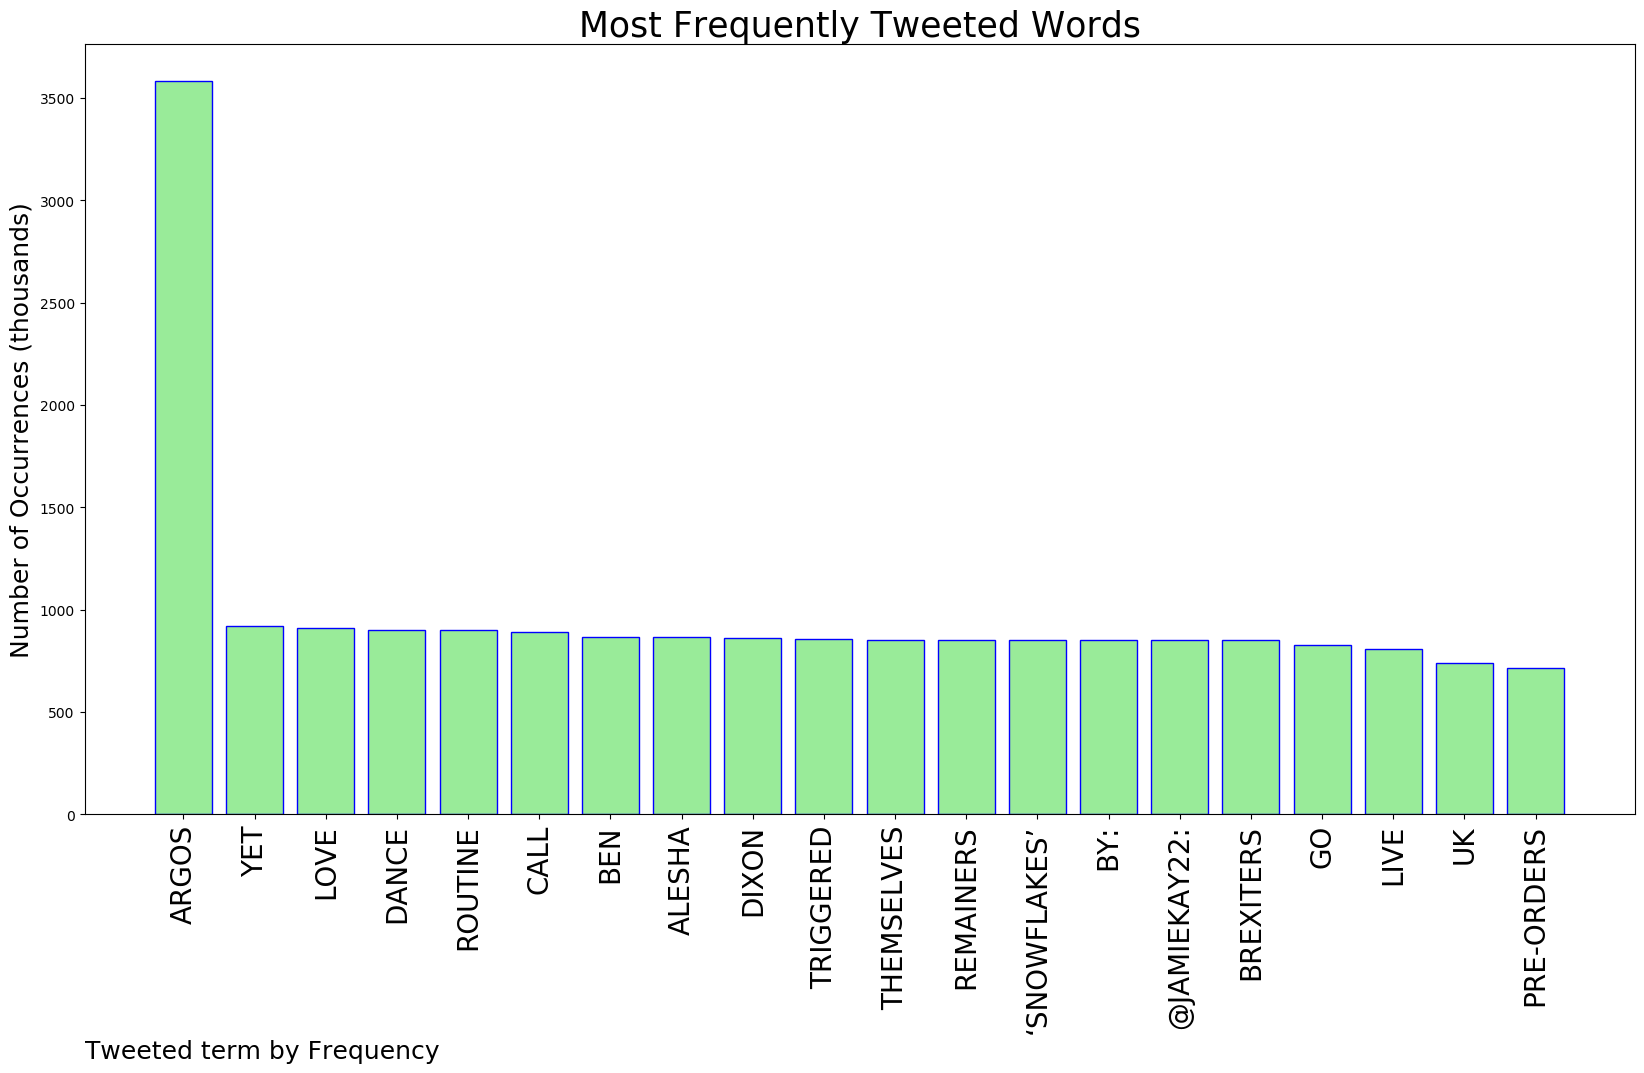 Most Frequently Tweeted Words
Number of Occurrences (thousands)
3500
3000
2500
2000
1500
1000
500
0
ARGOS
YET
LOVE
DANCE
ROUTINE
CALL
BEN
ALESHA
DIXON
TRIGGERED
THEMSELVES
REMAINERS
‘SNOWFLAKES’
BY:
@JAMIEKAY22:
BREXITERS
GO
LIVE
UK
PRE-ORDERS
Tweeted term by Frequency